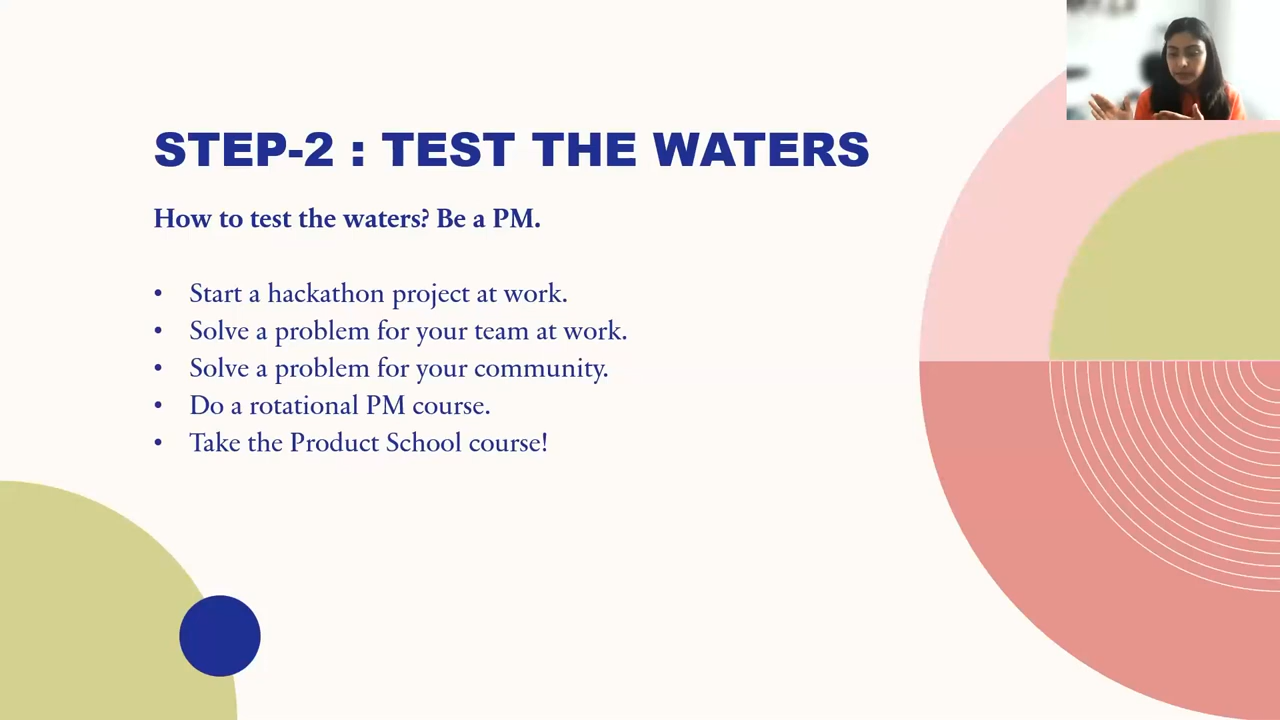 STEP-2 : TEST THE WATERS
How to test the waters? Be a PM.
• Start a hackathon project at work.
• Solve a problem for your team at work.
• Solve a problem for your community.
• Do a rotational PM course.
• Take the Product School course!